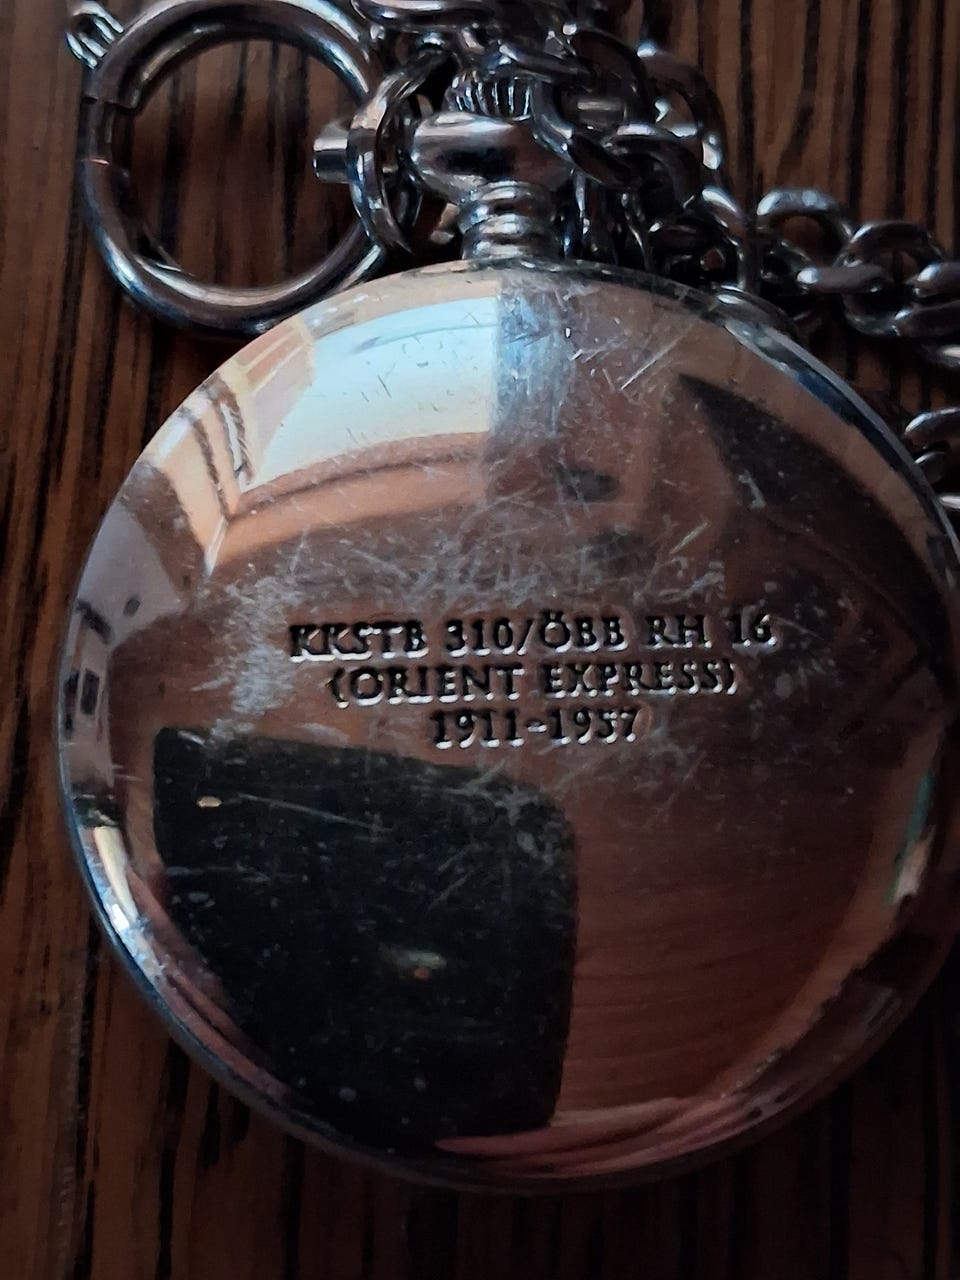 KKSTB 310/ÖBB RH 16
(ORIENT EXPRESS)
1911-1957